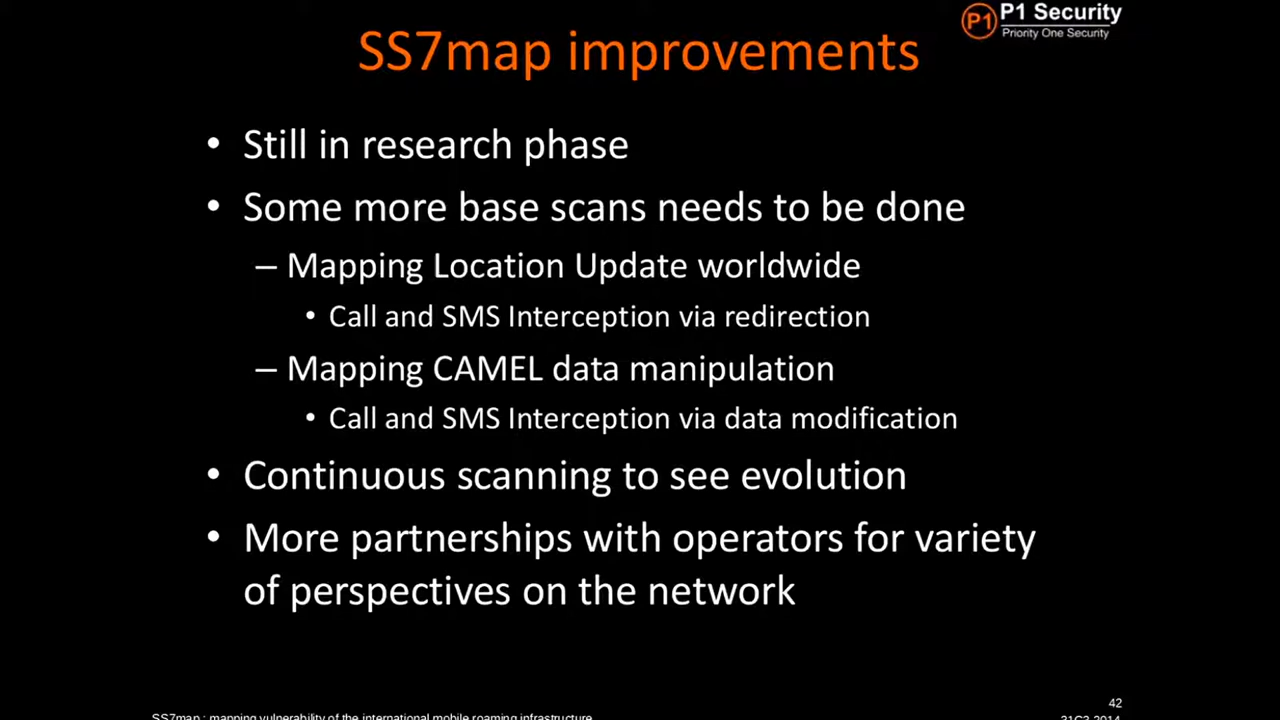 P1 P1 Security
Priority One Security
SS7map improvements
• Still in research phase
• Some more base scans needs to be done
– Mapping Location Update worldwide
• Call and SMS Interception via redirection
– Mapping CAMEL data manipulation
• Call and SMS Interception via data modification
• Continuous scanning to see evolution
• More partnerships with operators for variety
of perspectives on the network
42
SS7map : mapping vulnerability of the international mobile roaming infrastructure
31C3 2014